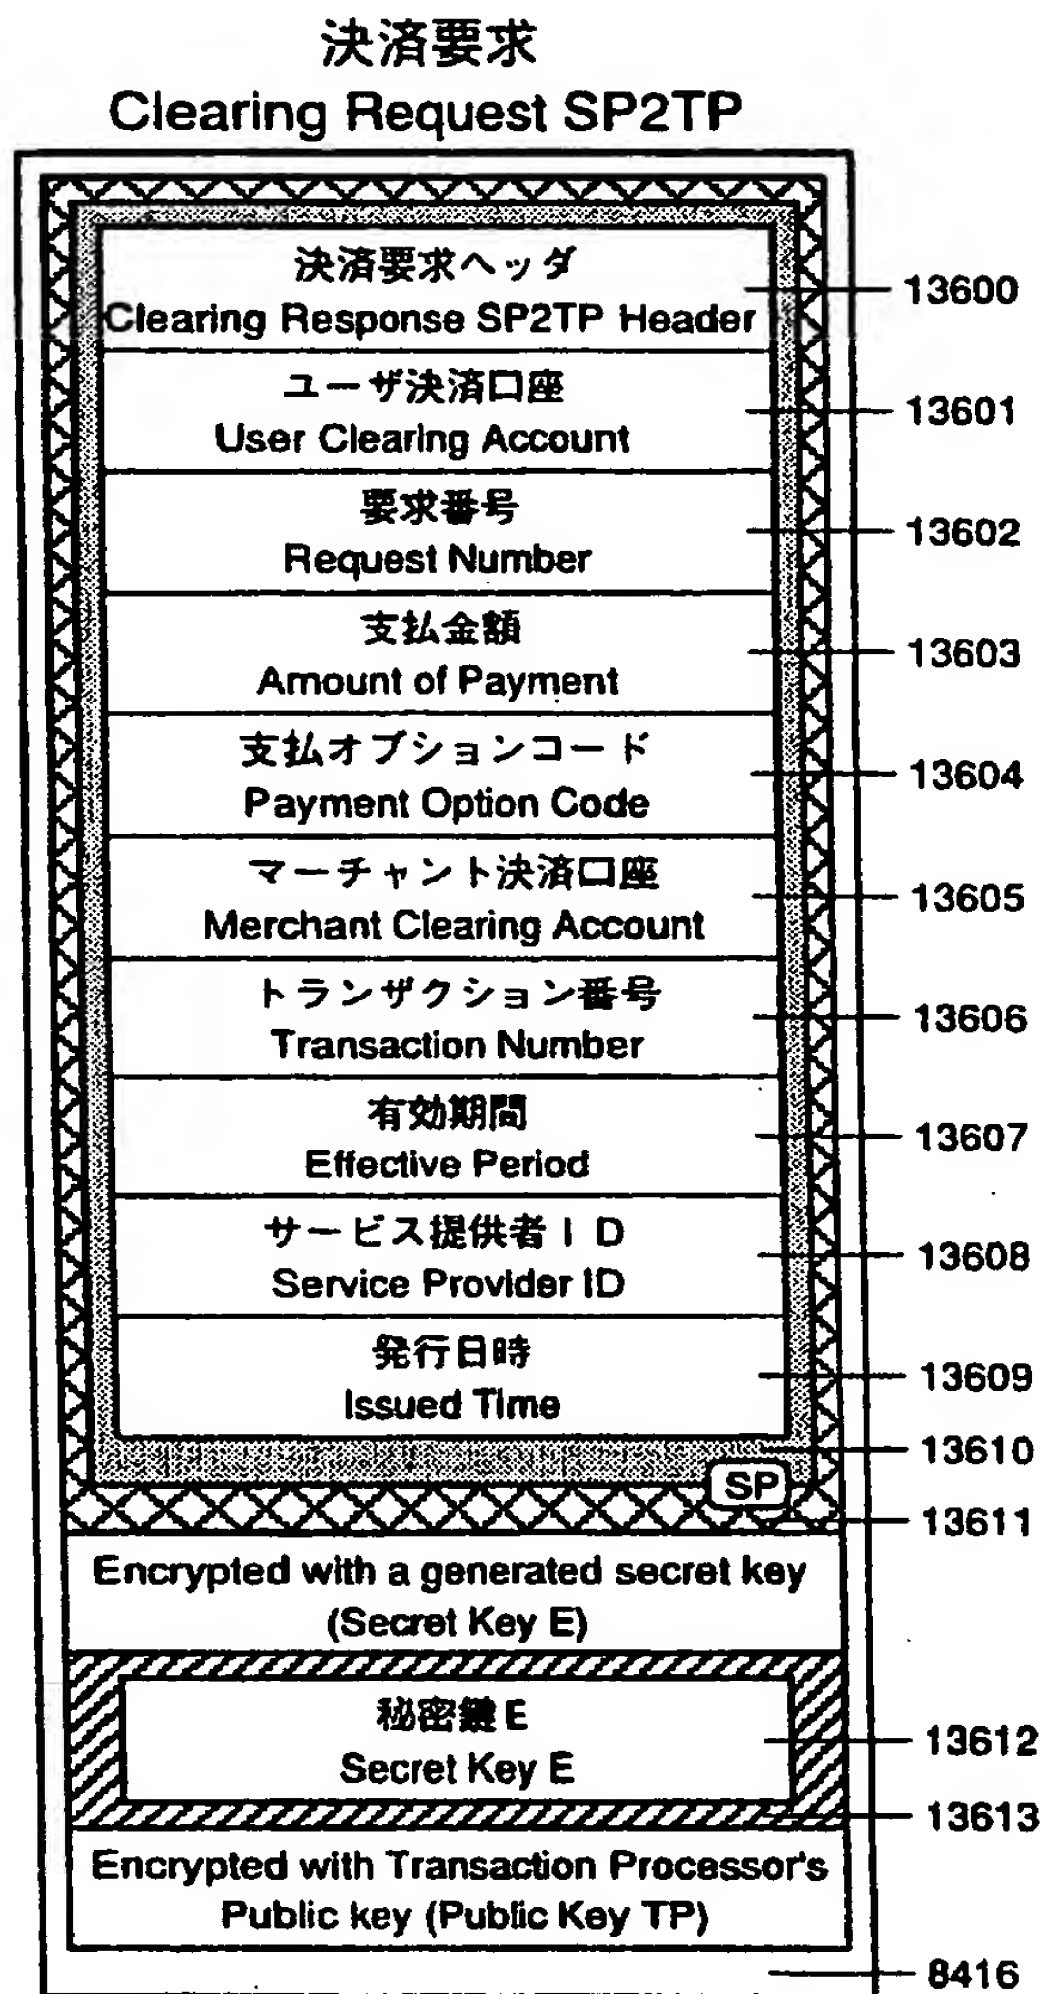 決済要求
Clearing Request SP2TP
決済要求ヘッダ
Clearing Response SP2TP Header
13600
ユーザ決済口座
User Clearing Account
13601
要求番号
Request Number
13602
支払金額
Amount of Payment
13603
支払オプションコード
Payment Option Code
13604
マーチャント決済口座
Merchant Clearing Account
13605
トランザクション番号
Transaction Number
13606
有効期間
Effective Period
13607
サービス提供者ID
Service Provider ID
13608
発行日時
Issued Time
13609
13610
SP
13611
Encrypted with a generated secret key
(Secret Key E)
秘密鍵E
Secret Key E
13612
13613
Encrypted with Transaction Processor's
Public key (Public Key TP)
8416